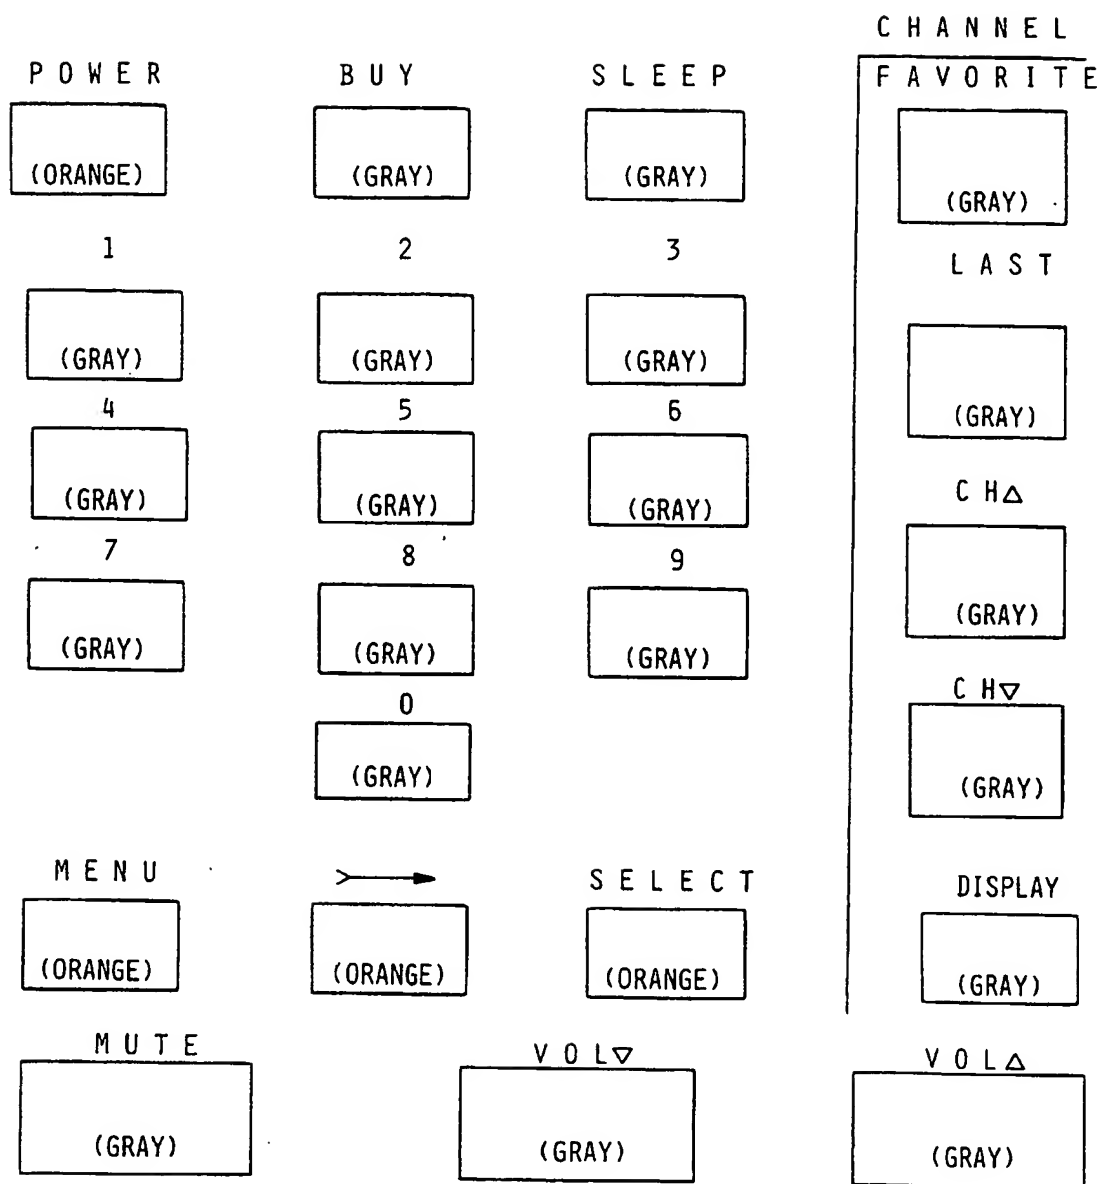 CHANNEL
POWER BUY SLEEP FAVORITE
(ORANGE) (GRAY) (GRAY) (GRAY)
1 2 3 LAST
(GRAY) (GRAY) (GRAY) (GRAY)
4 5 6
(GRAY) (GRAY) (GRAY) CH△
7 8 9
(GRAY) (GRAY) (GRAY) (GRAY)
0 CH▽
(GRAY) (GRAY)
MENU >→ SELECT DISPLAY
(ORANGE) (ORANGE) (ORANGE) (GRAY)
MUTE VOL▽ VOL△
(GRAY) (GRAY) (GRAY)